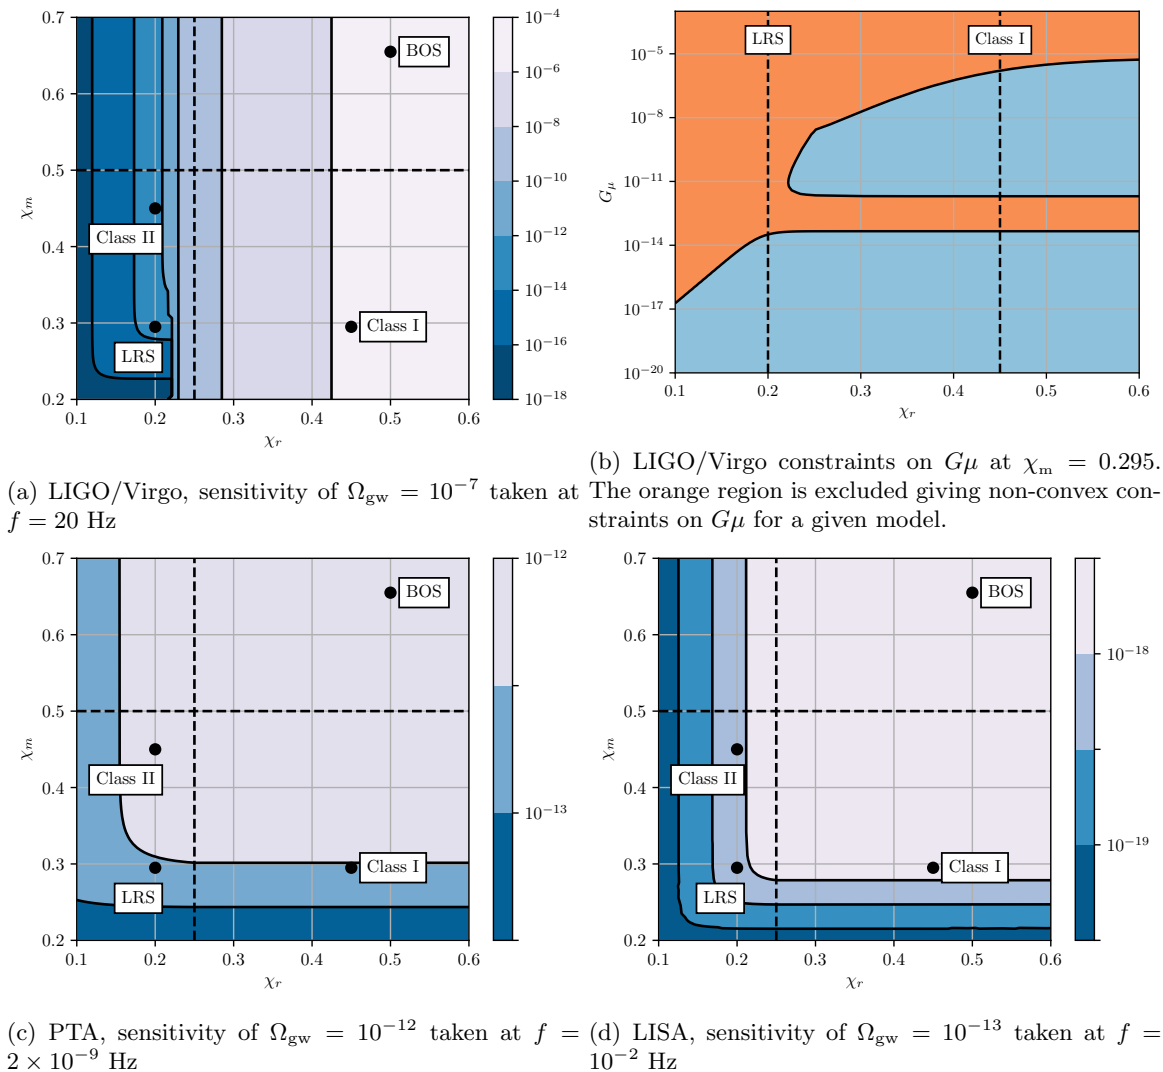 0.7
0.6
0.5
0.4
0.3
0.2
χm
0.1
0.2
0.3
0.4
0.5
0.6
χr
BOS
Class II
LRS
Class I
10−4
10−6
10−8
10−10
10−12
10−14
10−16
10−18
(a) LIGO/Virgo, sensitivity of Ωgw = 10−7 taken at
f = 20 Hz
10−5
10−8
10−11
10−14
10−17
10−20
Gμ
0.1
0.2
0.3
0.4
0.5
0.6
χr
LRS
Class I
(b) LIGO/Virgo constraints on Gμ at χm = 0.295.
The orange region is excluded giving non-convex con-
straints on Gμ for a given model.
0.7
0.6
0.5
0.4
0.3
0.2
χm
0.1
0.2
0.3
0.4
0.5
0.6
χr
BOS
Class II
LRS
Class I
10−12
10−13
(c) PTA, sensitivity of Ωgw = 10−12 taken at f =
2 × 10−9 Hz
0.7
0.6
0.5
0.4
0.3
0.2
χm
0.1
0.2
0.3
0.4
0.5
0.6
χr
BOS
Class II
LRS
Class I
10−18
10−19
(d) LISA, sensitivity of Ωgw = 10−13 taken at f =
10−2 Hz